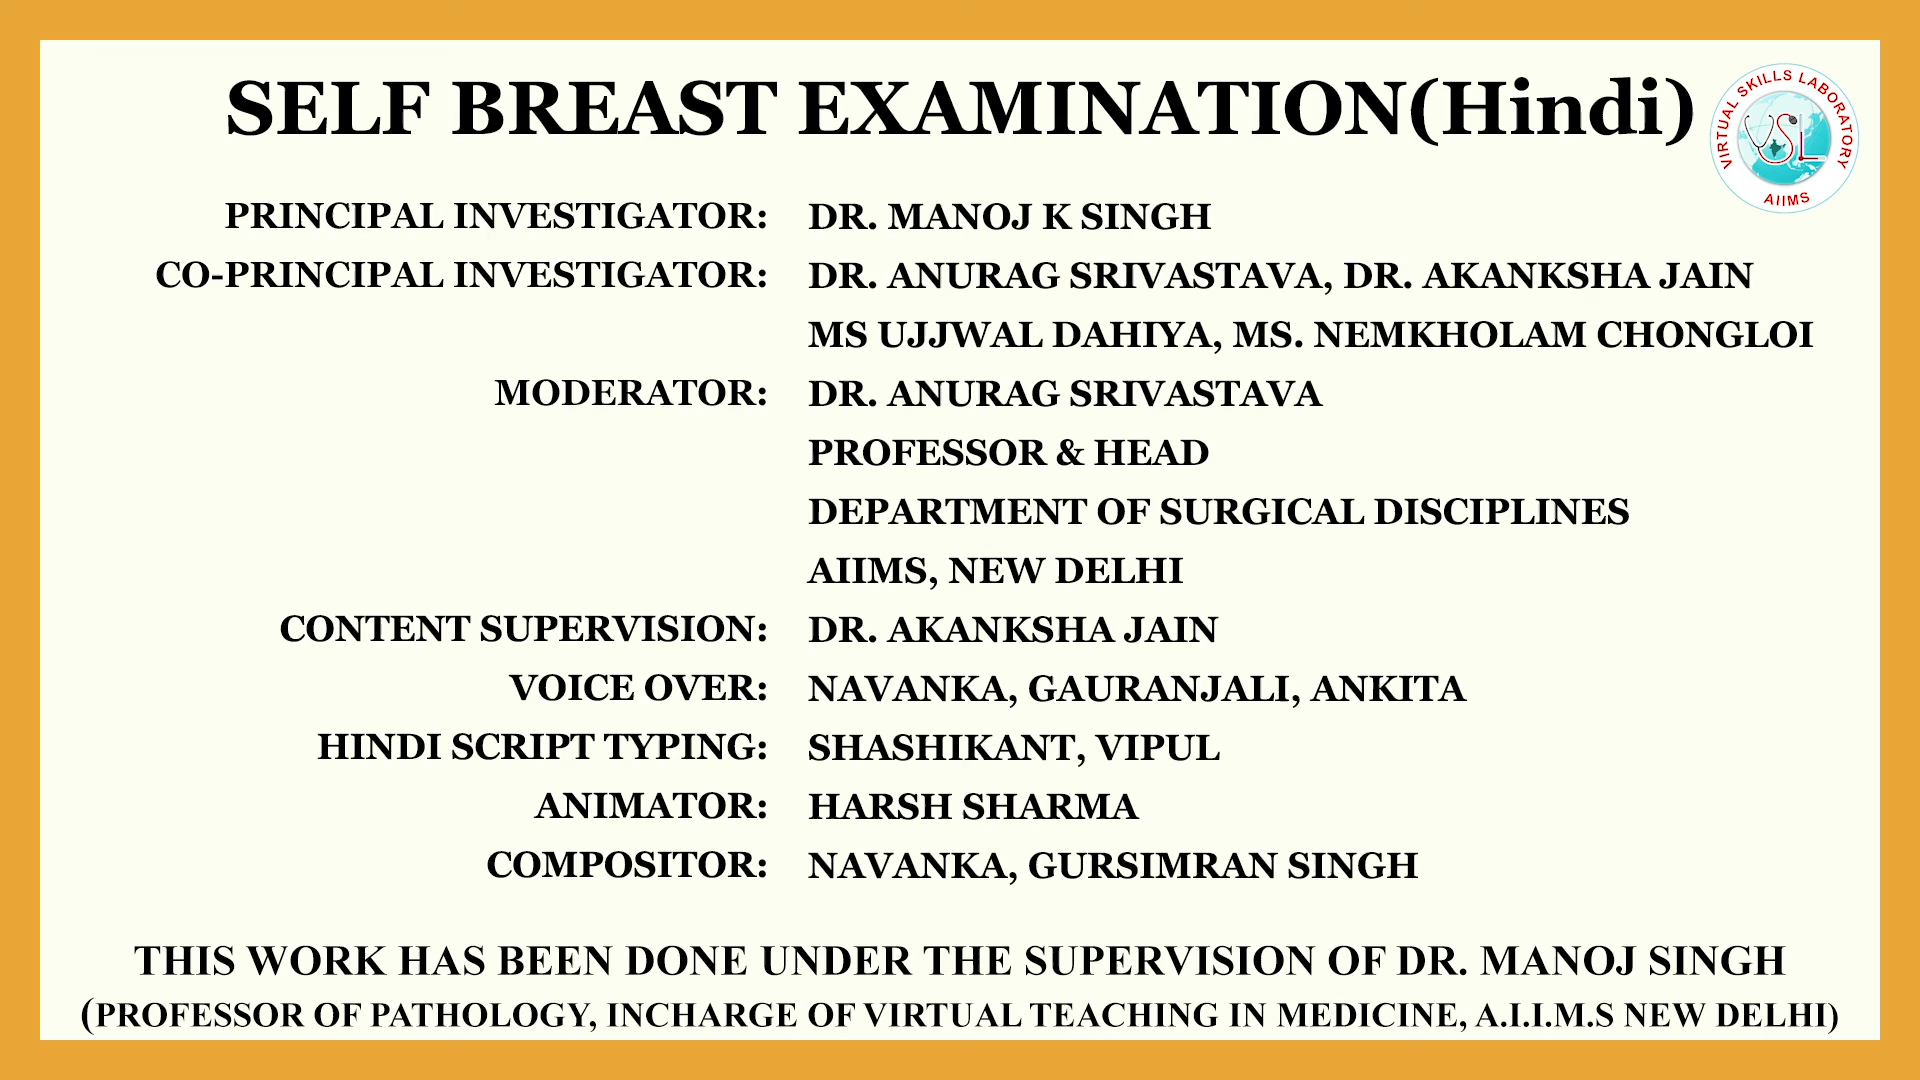 SELF BREAST EXAMINATION(Hindi)
VIRTUAL SKILLS LABORATORY
VSL
AIIMS
PRINCIPAL INVESTIGATOR: DR. MANOJ K SINGH
CO-PRINCIPAL INVESTIGATOR: DR. ANURAG SRIVASTAVA, DR. AKANKSHA JAIN
MS UJJWAL DAHIYA, MS. NEMKHOLAM CHONGLOI
MODERATOR: DR. ANURAG SRIVASTAVA
PROFESSOR & HEAD
DEPARTMENT OF SURGICAL DISCIPLINES
AIIMS, NEW DELHI
CONTENT SUPERVISION: DR. AKANKSHA JAIN
VOICE OVER: NAVANKA, GAURANJALI, ANKITA
HINDI SCRIPT TYPING: SHASHIKANT, VIPUL
ANIMATOR: HARSH SHARMA
COMPOSITOR: NAVANKA, GURSIMRAN SINGH
THIS WORK HAS BEEN DONE UNDER THE SUPERVISION OF DR. MANOJ SINGH
(PROFESSOR OF PATHOLOGY, INCHARGE OF VIRTUAL TEACHING IN MEDICINE, A.I.I.M.S NEW DELHI)